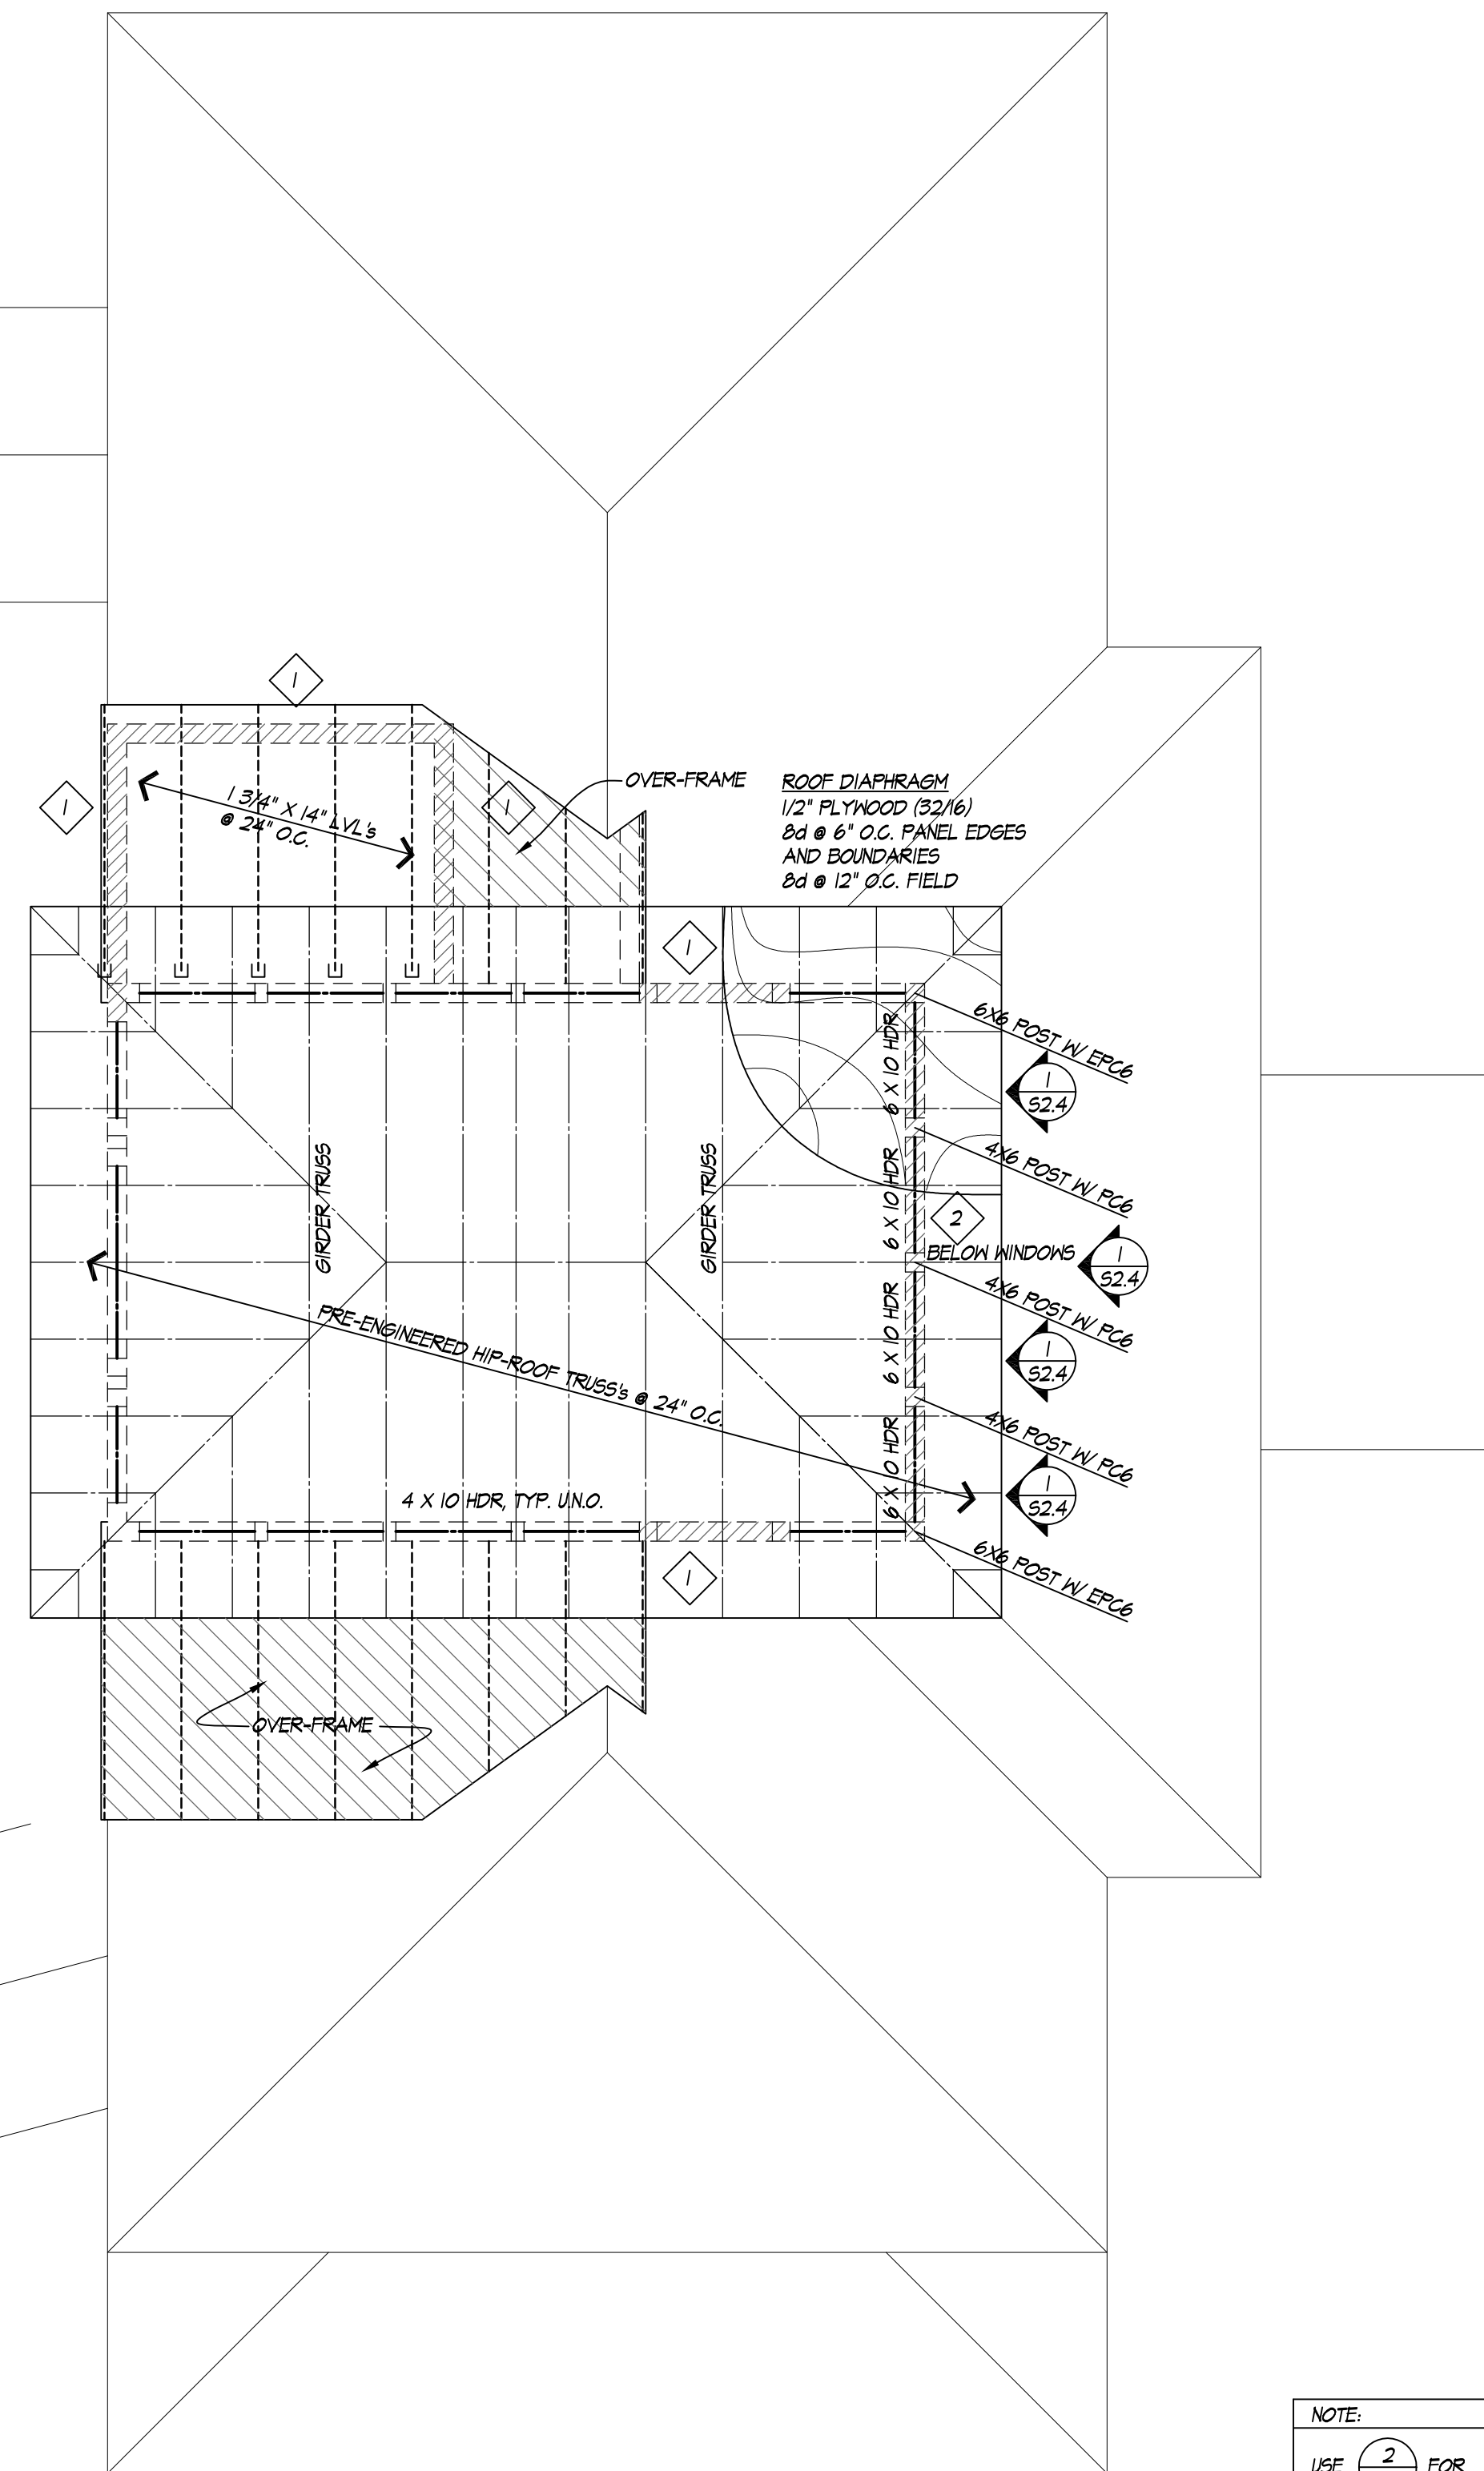 1
1
1 3/4" X 14" LVL's
@ 24" O.C.
1
OVER-FRAME
ROOF DIAPHRAGM
1/2" PLYWOOD (32/16)
8d @ 6" O.C. PANEL EDGES
AND BOUNDARIES
8d @ 12" O.C. FIELD
1
6X6 POST W/ EPC6
6 X 10 HDR
1
S2.4
4X6 POST W/ PC6
GIRDER TRUSS
GIRDER TRUSS
6 X 10 HDR
2
BELOW WINDOWS
1
S2.4
4X6 POST W/ PC6
6 X 10 HDR
1
S2.4
PRE-ENGINEERED HIP-ROOF TRUSS's @ 24" O.C.
4X6 POST W/ PC6
6 X 10 HDR
1
S2.4
4 X 10 HDR, TYP. U.N.O.
6X6 POST W/ EPC6
1
OVER-FRAME
NOTE:
USE 2 FOR